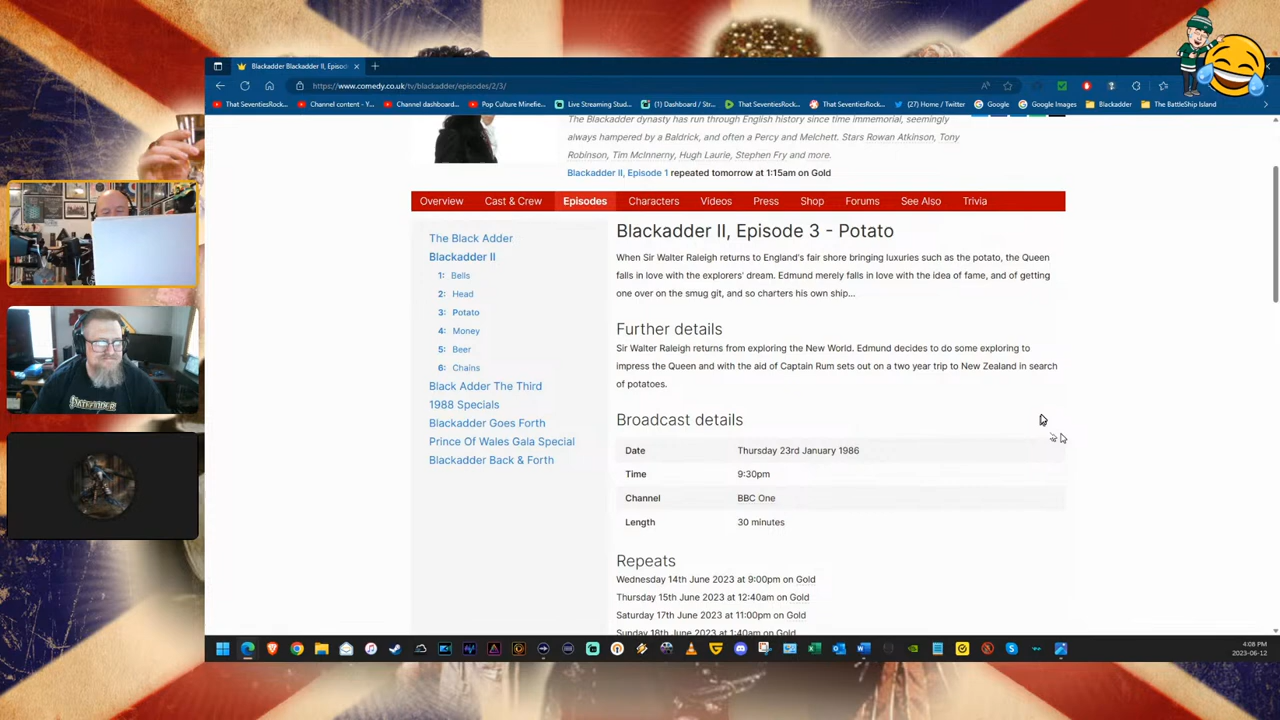 Blackadder Blackadder II, Episo
https://www.comedy.co.uk/tv/blackadder/episodes/2/3/
That SeventiesRock... Channel content - Y... Channel dashboard... Pop Culture Minefie... Live Streaming Stud... (1) Dashboard / Str... That SeventiesRock... That SeventiesRock... (27) Home / Twitter Google Google Images Blackadder The BattleShip Island
The Blackadder dynasty has run through English history since time immemorial, seemingly
always hampered by a Baldrick, and often a Percy and Melchett. Stars Rowan Atkinson, Tony
Robinson, Tim McInnerny, Hugh Laurie, Stephen Fry and more.
Blackadder II, Episode 1 repeated tomorrow at 1:15am on Gold
Overview Cast & Crew Episodes Characters Videos Press Shop Forums See Also Trivia
The Black Adder
Blackadder II
1: Bells
2: Head
3: Potato
4: Money
5: Beer
6: Chains
Black Adder The Third
1988 Specials
Blackadder Goes Forth
Prince Of Wales Gala Special
Blackadder Back & Forth
Blackadder II, Episode 3 - Potato
When Sir Walter Raleigh returns to England's fair shore bringing luxuries such as the potato, the Queen
falls in love with the explorers' dream. Edmund merely falls in love with the idea of fame, and of getting
one over on the smug git, and so charters his own ship...
Further details
Sir Walter Raleigh returns from exploring the New World. Edmund decides to do some exploring to
impress the Queen and with the aid of Captain Rum sets out on a two year trip to New Zealand in search
of potatoes.
Broadcast details
Date Thursday 23rd January 1986
Time 9:30pm
Channel BBC One
Length 30 minutes
Repeats
Wednesday 14th June 2023 at 9:00pm on Gold
Thursday 15th June 2023 at 12:40am on Gold
Saturday 17th June 2023 at 11:00pm on Gold
Sunday 18th June 2023 at 1:40am on Gold
PATHFINDER
4:08 PM
2023-06-12